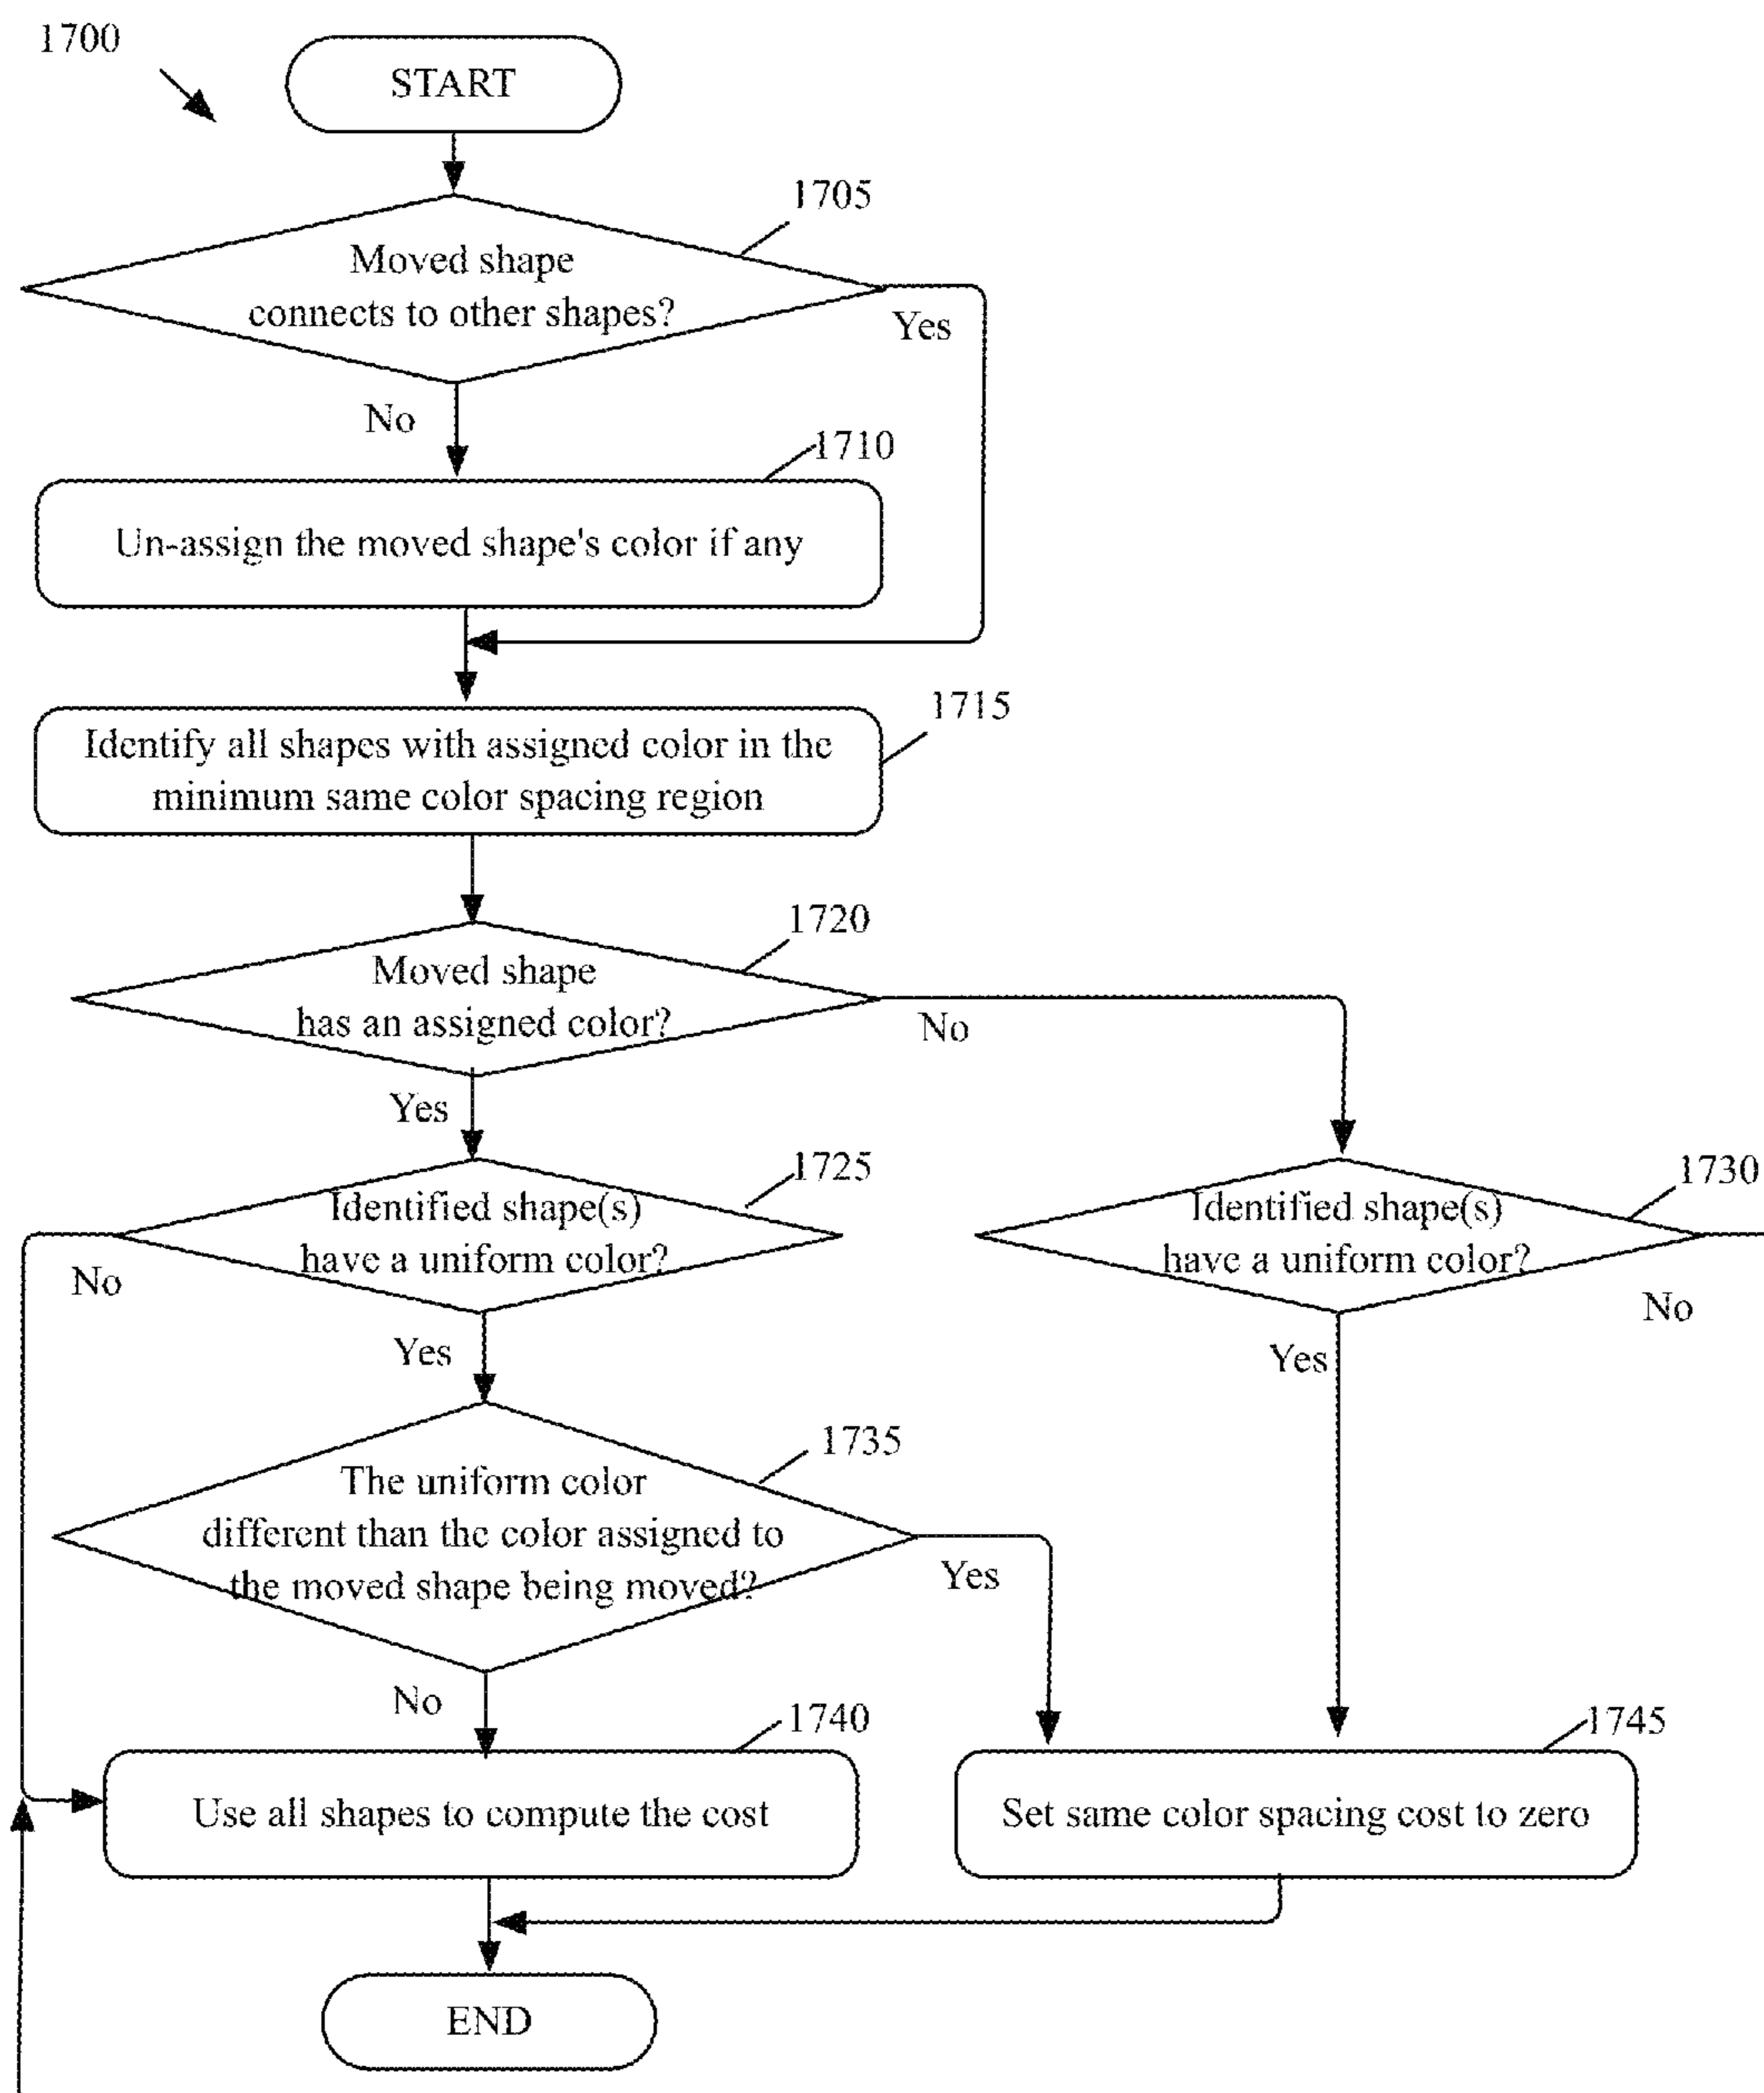 1700
START
1705
Moved shape
connects to other shapes?
Yes
No
1710
Un-assign the moved shape's color if any
1715
Identify all shapes with assigned color in the
minimum same color spacing region
1720
Moved shape
has an assigned color?
No
Yes
1725
Identified shape(s)
have a uniform color?
No
Yes
1730
Identified shape(s)
have a uniform color?
No
Yes
1735
The uniform color
different than the color assigned to
the moved shape being moved?
Yes
No
1740
Use all shapes to compute the cost
1745
Set same color spacing cost to zero
END